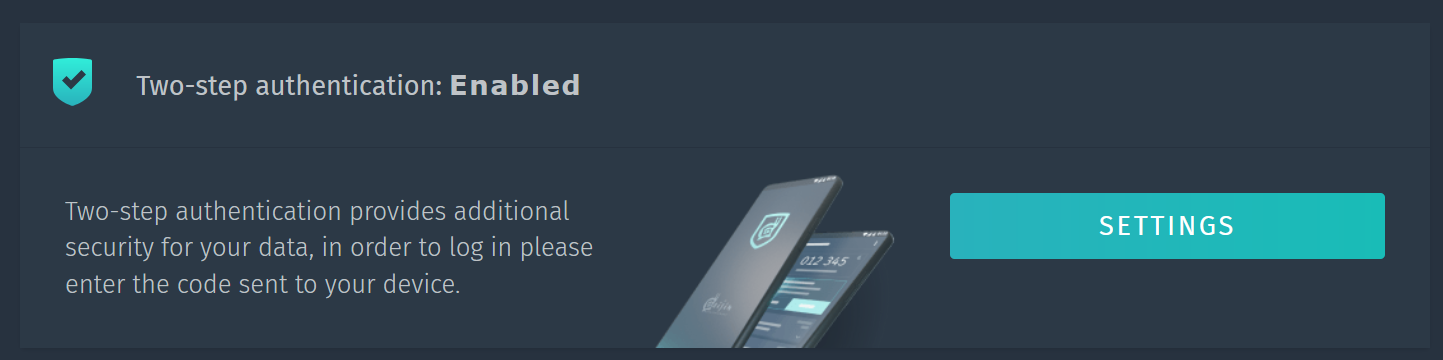 Two-step authentication: Enabled
Two-step authentication provides additional
security for your data, in order to log in please
enter the code sent to your device.
012 345
SETTINGS